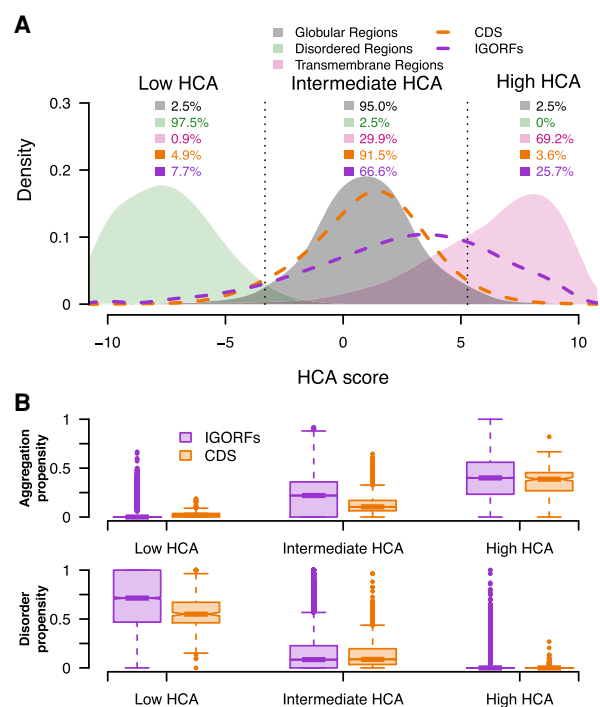 A
Globular Regions
Disordered Regions
Transmembrane Regions
CDS
IGORFs
Low HCA
Intermediate HCA
High HCA
2.5%
97.5%
0.9%
4.9%
7.7%
95.0%
2.5%
29.9%
91.5%
66.6%
2.5%
0%
69.2%
3.6%
25.7%
Density
0.3
0.2
0.1
0
−10
−5
0
5
10
HCA score
B
Aggregation
propensity
1
0.5
0
IGORFs
CDS
Low HCA
Intermediate HCA
High HCA
Disorder
propensity
1
0.5
0
Low HCA
Intermediate HCA
High HCA